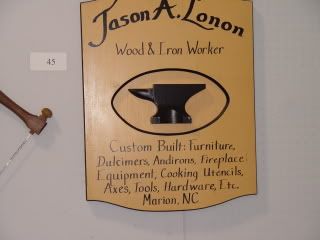 Jason A. Lonon
Wood & Iron Worker
45
Custom Built: Furniture,
Dulcimers, Andirons, Fireplace
Equipment, Cooking Utencils,
Axes, Tools, Hardware, Etc.
Marion, NC